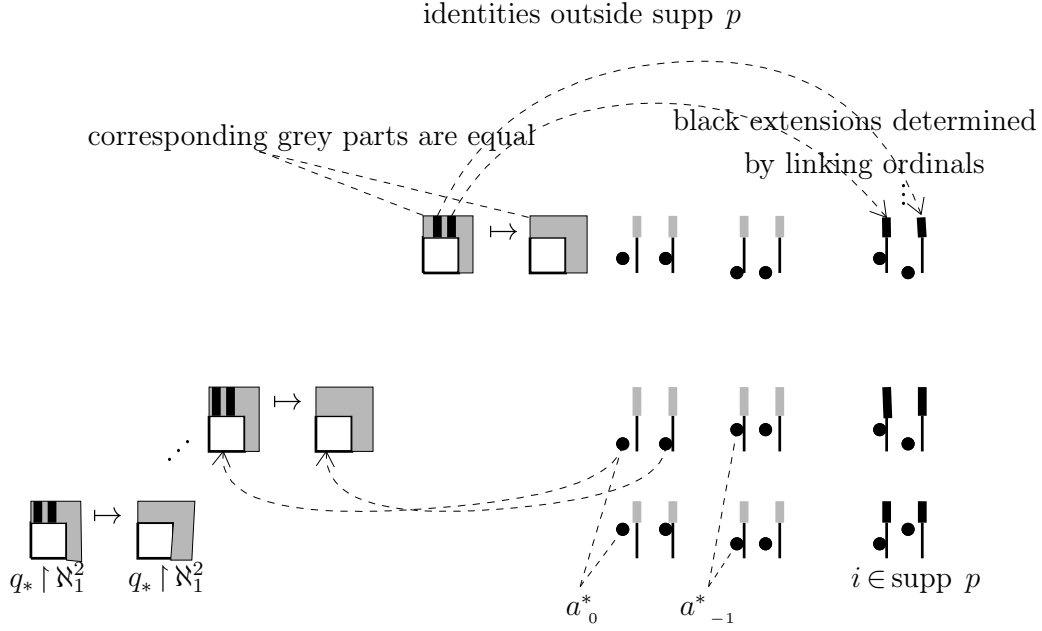 identities outside supp p
black extensions determined
corresponding grey parts are equal
by linking ordinals
⋮
↦
↦
⋰
↦
q_* ↾ ℵ_1^2 q_* ↾ ℵ_1^2 i ∈ supp p
a^*_0 a^*_{-1}